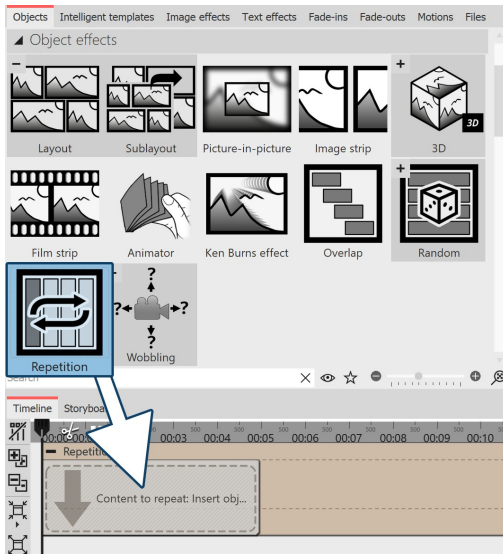 Objects Intelligent templates Image effects Text effects Fade-ins Fade-outs Motions Files
Object effects
Layout Sublayout Picture-in-picture Image strip 3D
3D
Film strip Animator Ken Burns effect Overlap Random
? ? ? ?
Repetition Wobbling
Search
Timeline
500 500 500 500 500 500 500 500
00:03 00:04 00:05 00:06 00:07 00:08 00:09 00:10
Content to repeat: Insert obj...